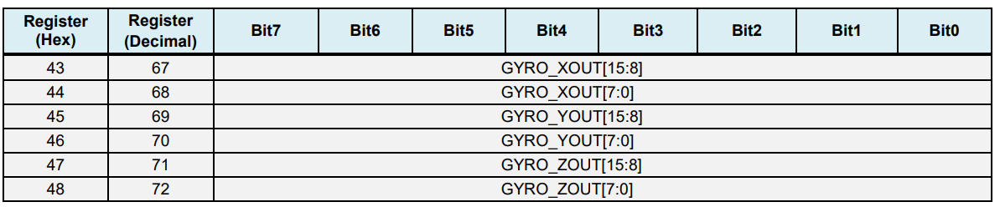 Register (Hex) Register (Decimal) Bit7 Bit6 Bit5 Bit4 Bit3 Bit2 Bit1 Bit0
43 67 GYRO_XOUT[15:8]
44 68 GYRO_XOUT[7:0]
45 69 GYRO_YOUT[15:8]
46 70 GYRO_YOUT[7:0]
47 71 GYRO_ZOUT[15:8]
48 72 GYRO_ZOUT[7:0]